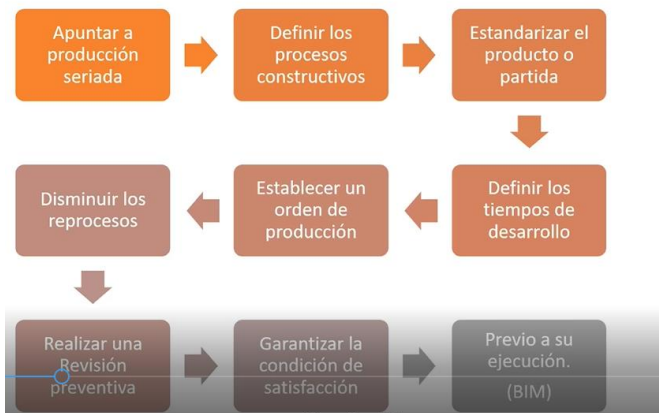 Apuntar a
producción
seriada
Definir los
procesos
constructivos
Estandarizar el
producto o
partida
Definir los
tiempos de
desarrollo
Establecer un
orden de
producción
Disminuir los
reprocesos
Realizar una
Revisión
preventiva
Garantizar la
condición de
satisfacción
Previo a su
ejecución.
(BIM)